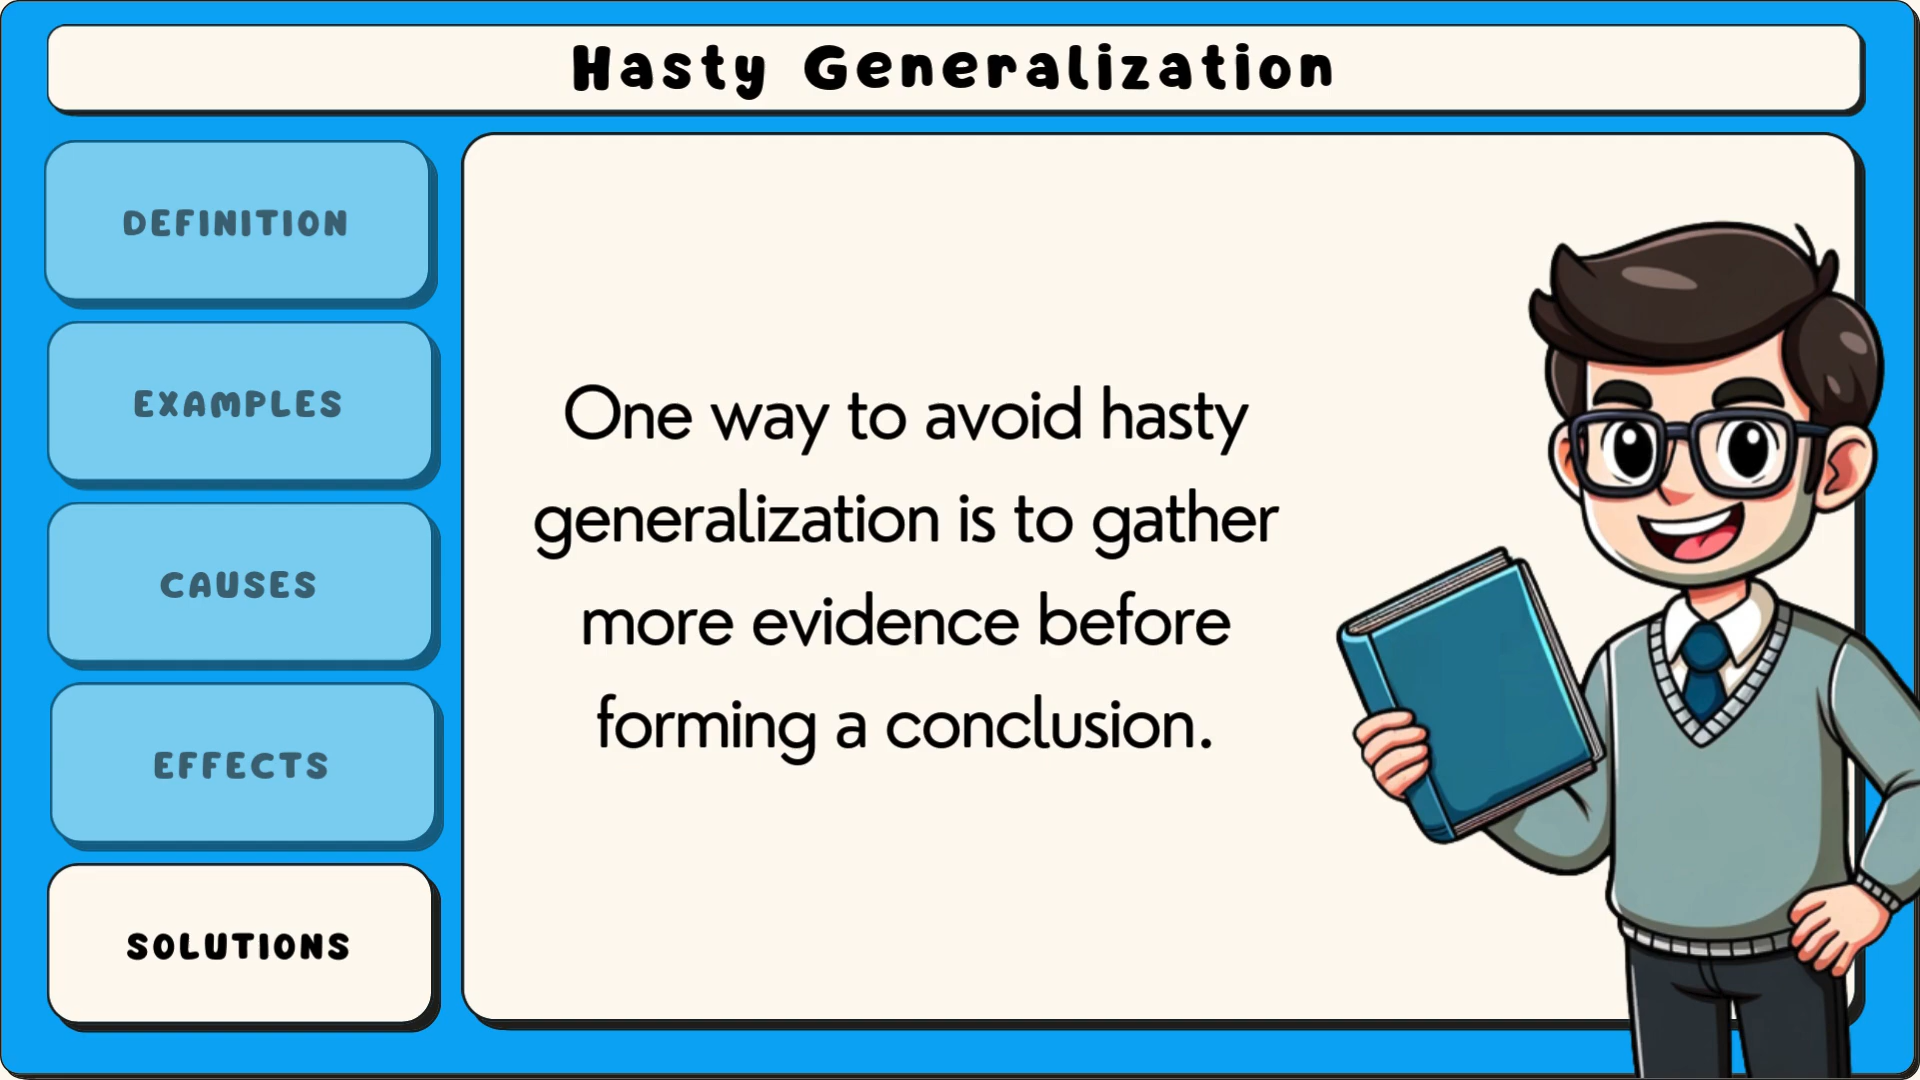 Hasty Generalization
DEFINITION
EXAMPLES
CAUSES
EFFECTS
SOLUTIONS
One way to avoid hasty
generalization is to gather
more evidence before
forming a conclusion.